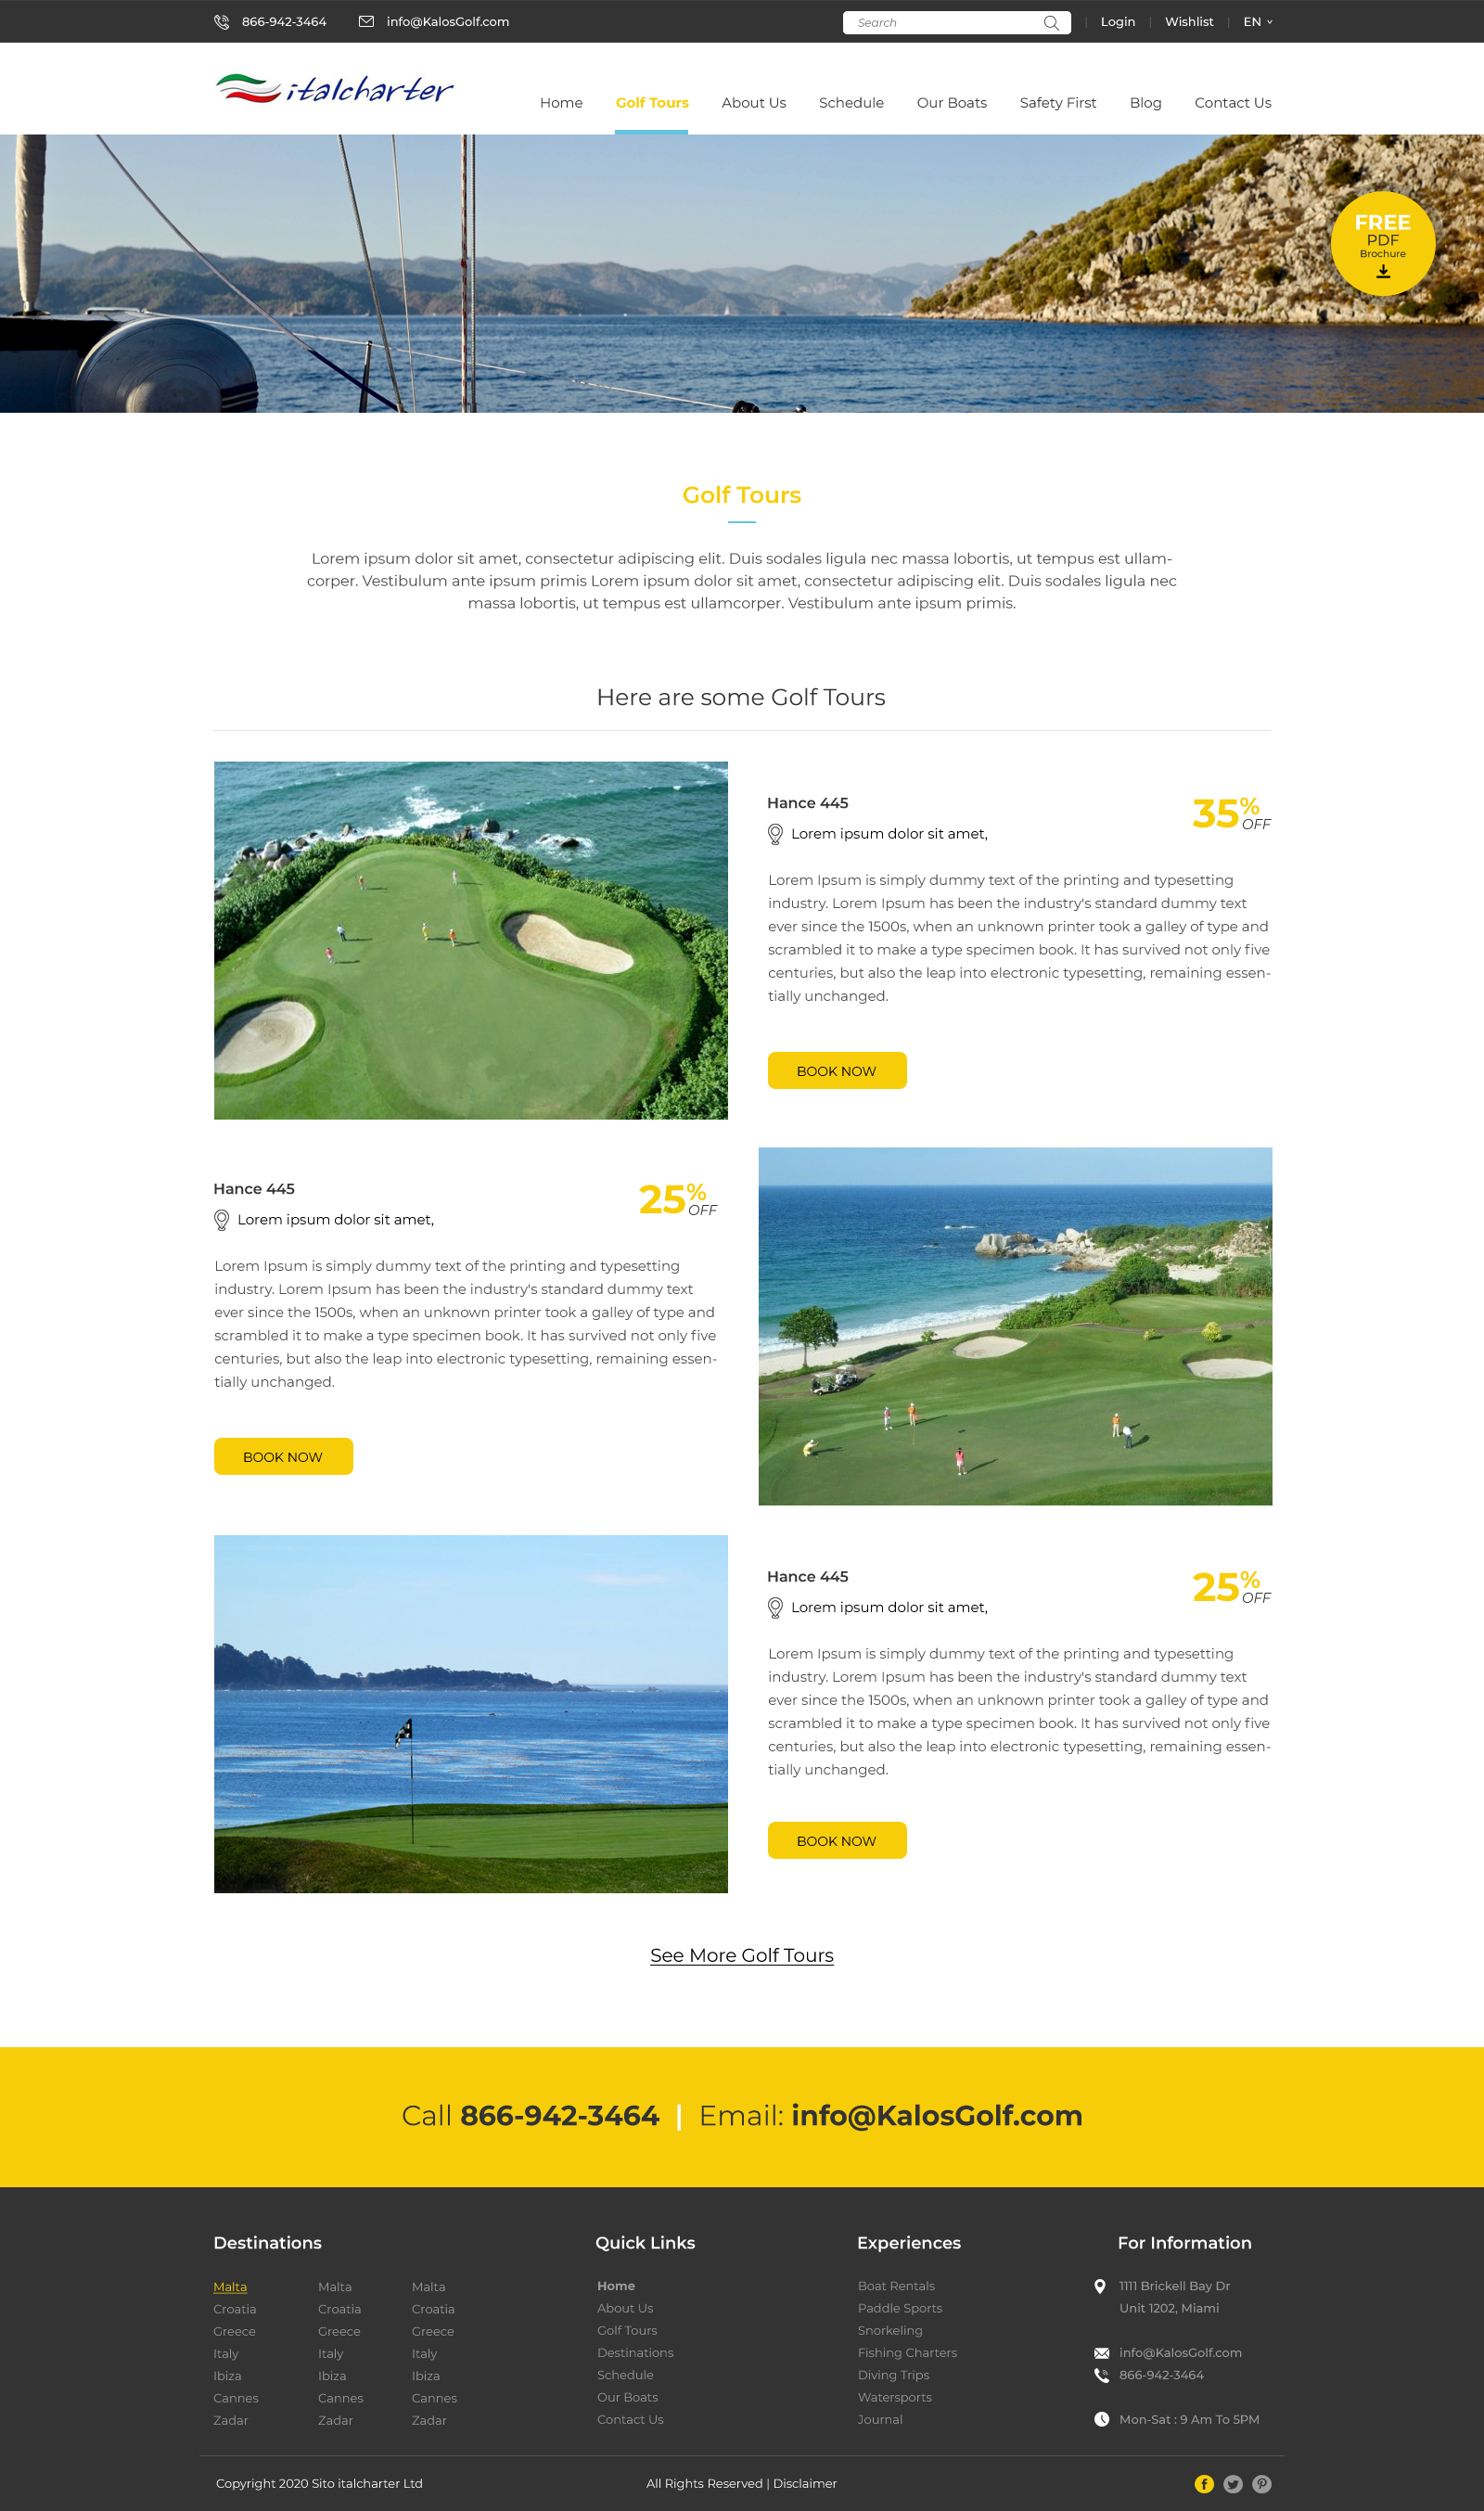 866-942-3464 info@KalosGolf.com Search | Login | Wishlist | EN
italcharter
Home Golf Tours About Us Schedule Our Boats Safety First Blog Contact Us
FREE
PDF
Brochure
Golf Tours
Lorem ipsum dolor sit amet, consectetur adipiscing elit. Duis sodales ligula nec massa lobortis, ut tempus est ullam-
corper. Vestibulum ante ipsum primis Lorem ipsum dolor sit amet, consectetur adipiscing elit. Duis sodales ligula nec
massa lobortis, ut tempus est ullamcorper. Vestibulum ante ipsum primis.
Here are some Golf Tours
Hance 445
35% OFF
Lorem ipsum dolor sit amet,
Lorem Ipsum is simply dummy text of the printing and typesetting
industry. Lorem Ipsum has been the industry's standard dummy text
ever since the 1500s, when an unknown printer took a galley of type and
scrambled it to make a type specimen book. It has survived not only five
centuries, but also the leap into electronic typesetting, remaining essen-
tially unchanged.
BOOK NOW
Hance 445
25% OFF
Lorem ipsum dolor sit amet,
Lorem Ipsum is simply dummy text of the printing and typesetting
industry. Lorem Ipsum has been the industry's standard dummy text
ever since the 1500s, when an unknown printer took a galley of type and
scrambled it to make a type specimen book. It has survived not only five
centuries, but also the leap into electronic typesetting, remaining essen-
tially unchanged.
BOOK NOW
Hance 445
25% OFF
Lorem ipsum dolor sit amet,
Lorem Ipsum is simply dummy text of the printing and typesetting
industry. Lorem Ipsum has been the industry's standard dummy text
ever since the 1500s, when an unknown printer took a galley of type and
scrambled it to make a type specimen book. It has survived not only five
centuries, but also the leap into electronic typesetting, remaining essen-
tially unchanged.
BOOK NOW
See More Golf Tours
Call 866-942-3464 | Email: info@KalosGolf.com
Destinations
Malta Malta Malta
Croatia Croatia Croatia
Greece Greece Greece
Italy Italy Italy
Ibiza Ibiza Ibiza
Cannes Cannes Cannes
Zadar Zadar Zadar
Quick Links
Home
About Us
Golf Tours
Destinations
Schedule
Our Boats
Contact Us
Experiences
Boat Rentals
Paddle Sports
Snorkeling
Fishing Charters
Diving Trips
Watersports
Journal
For Information
1111 Brickell Bay Dr
Unit 1202, Miami
info@KalosGolf.com
866-942-3464
Mon-Sat : 9 Am To 5PM
Copyright 2020 Sito italcharter Ltd All Rights Reserved | Disclaimer